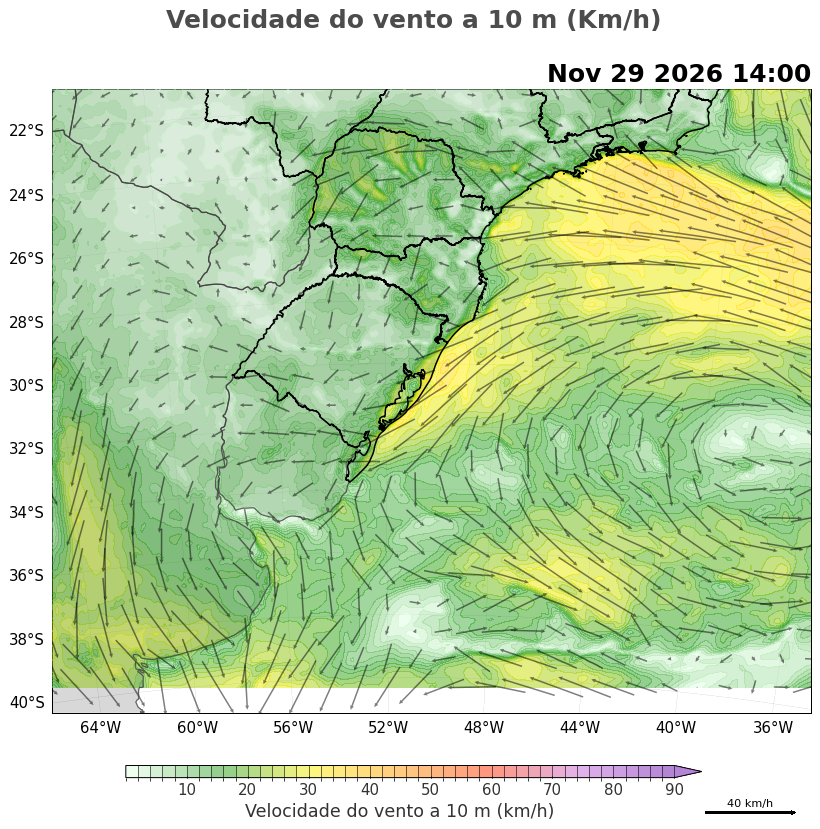 Velocidade do vento a 10 m (Km/h)
Nov 29 2026 14:00
22°S
24°S
26°S
28°S
30°S
32°S
34°S
36°S
38°S
40°S
64°W 60°W 56°W 52°W 48°W 44°W 40°W 36°W
10 20 30 40 50 60 70 80 90
Velocidade do vento a 10 m (km/h)
40 km/h